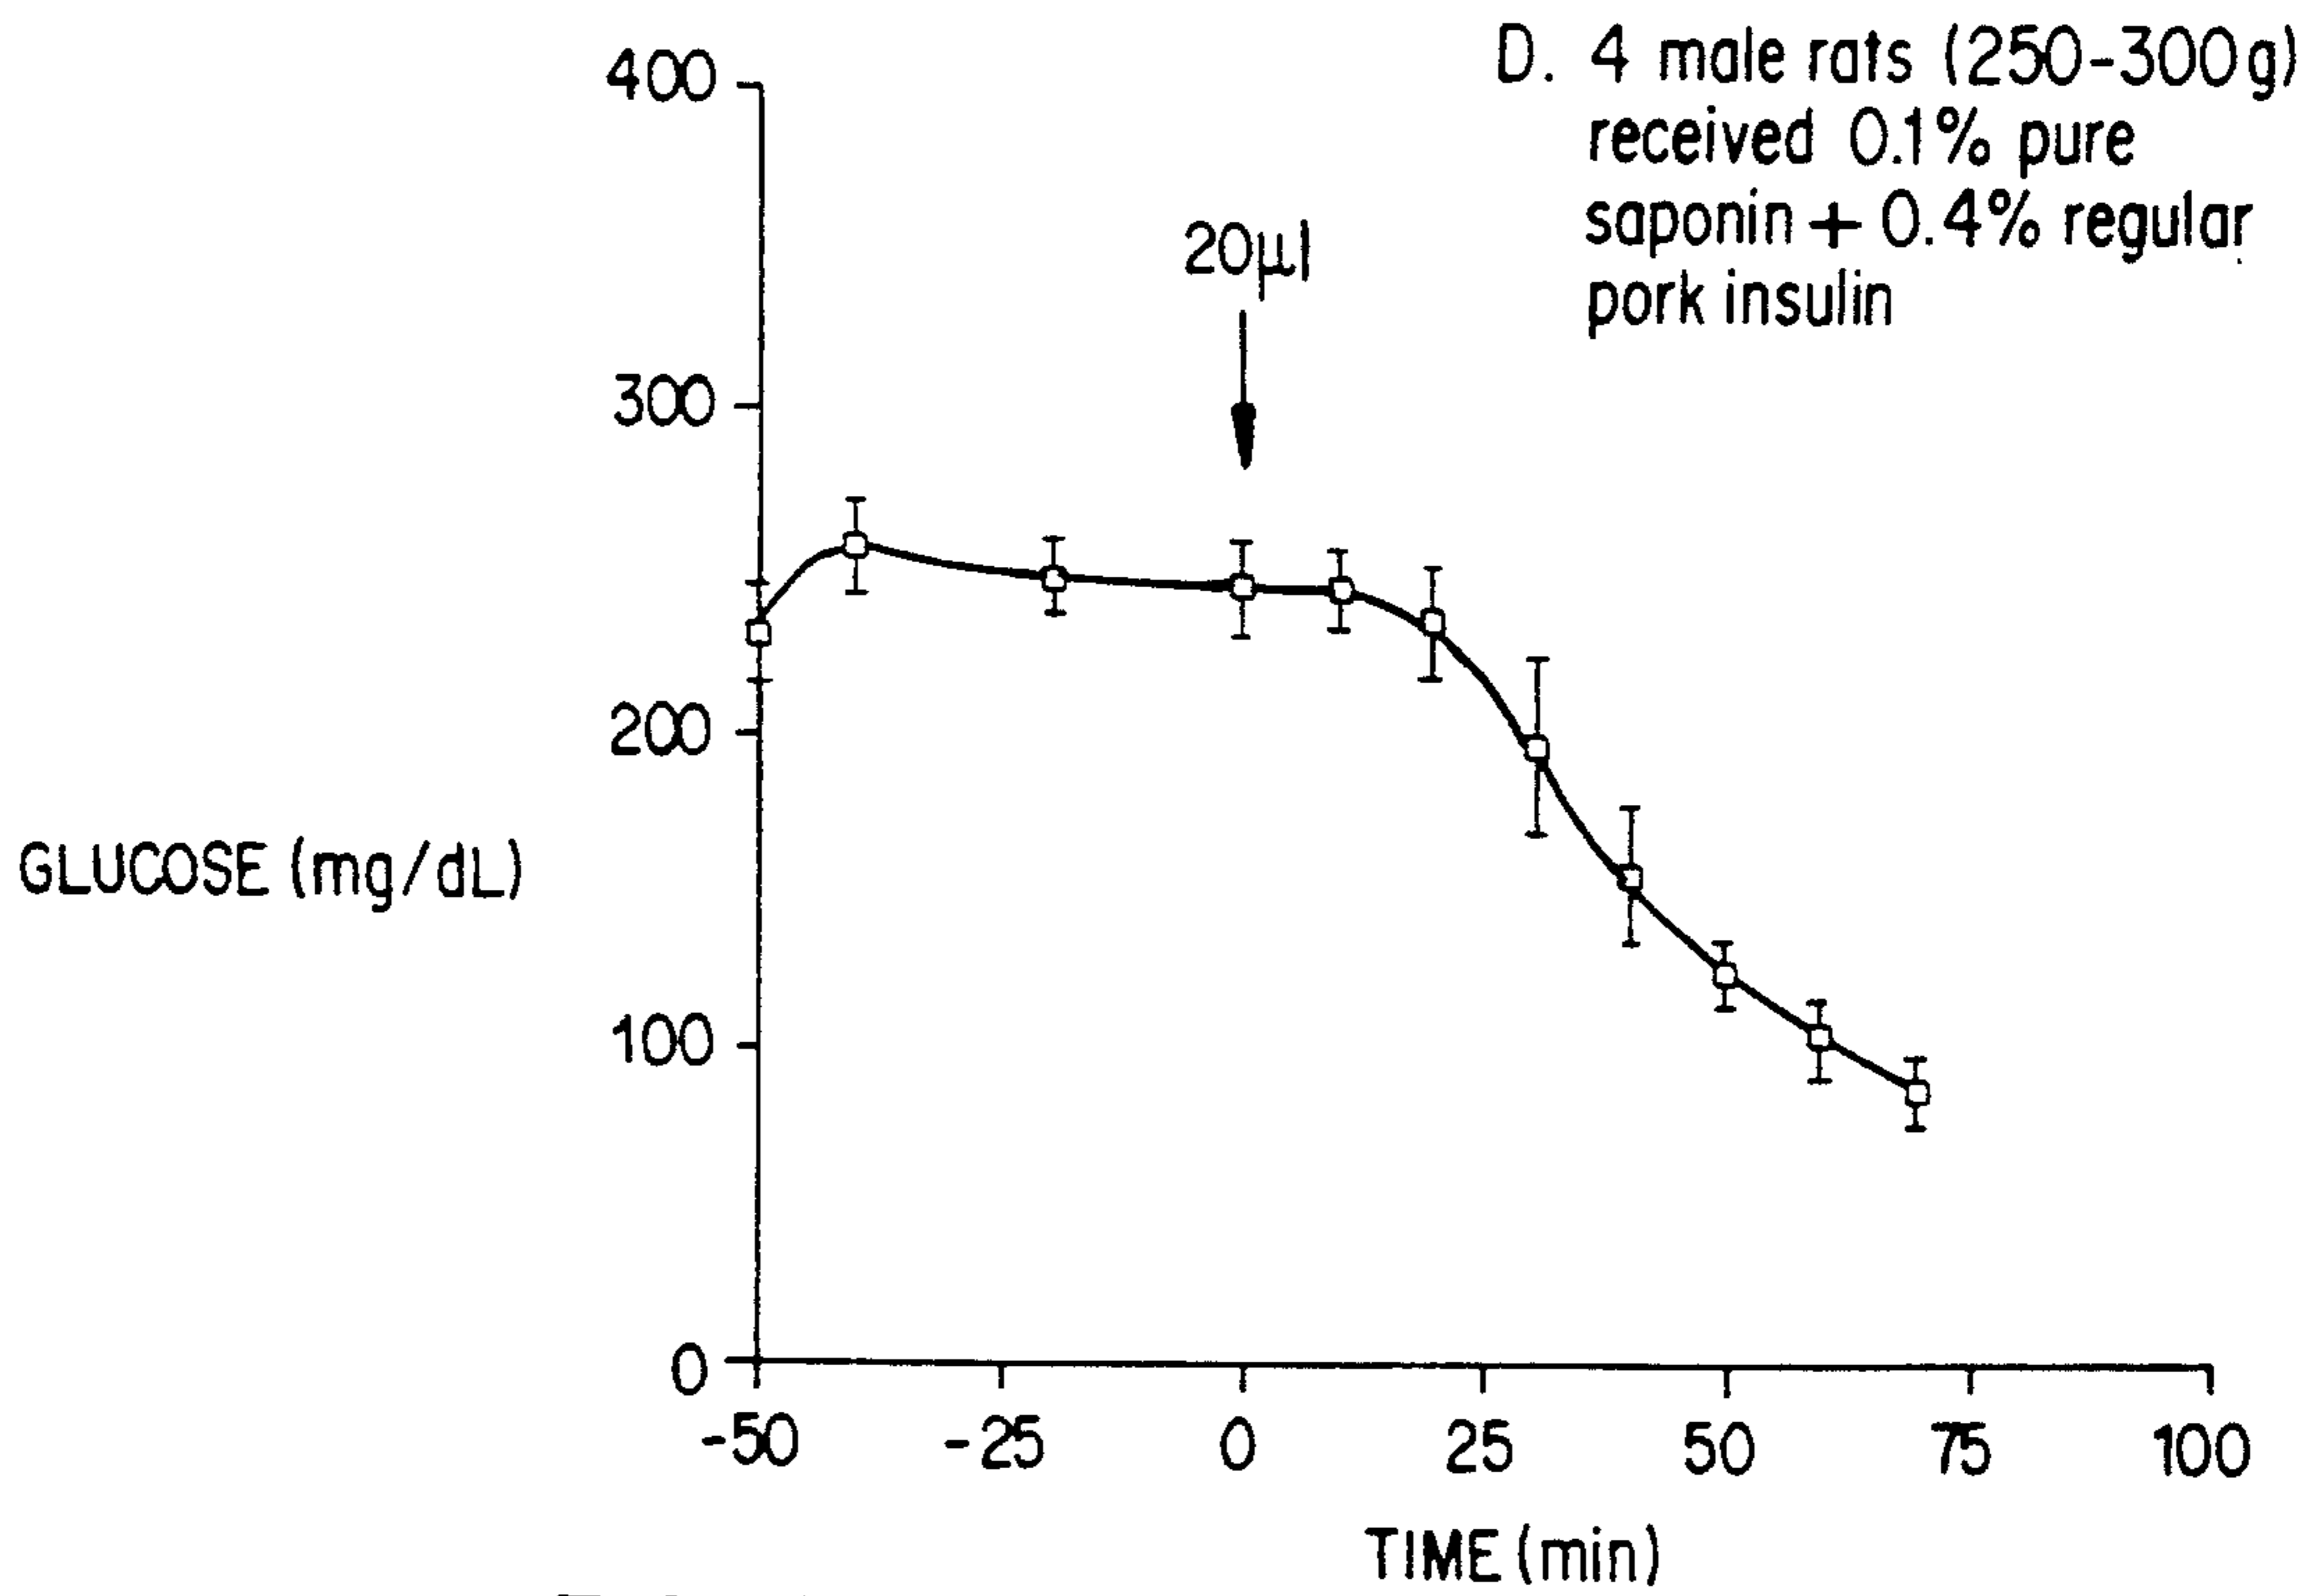 D. 4 male rats (250-300g)
received 0.1% pure
saponin + 0.4% regular
pork insulin
20μl
400
300
200
100
0
GLUCOSE (mg/dL)
-50
-25
0
25
50
75
100
TIME (min)